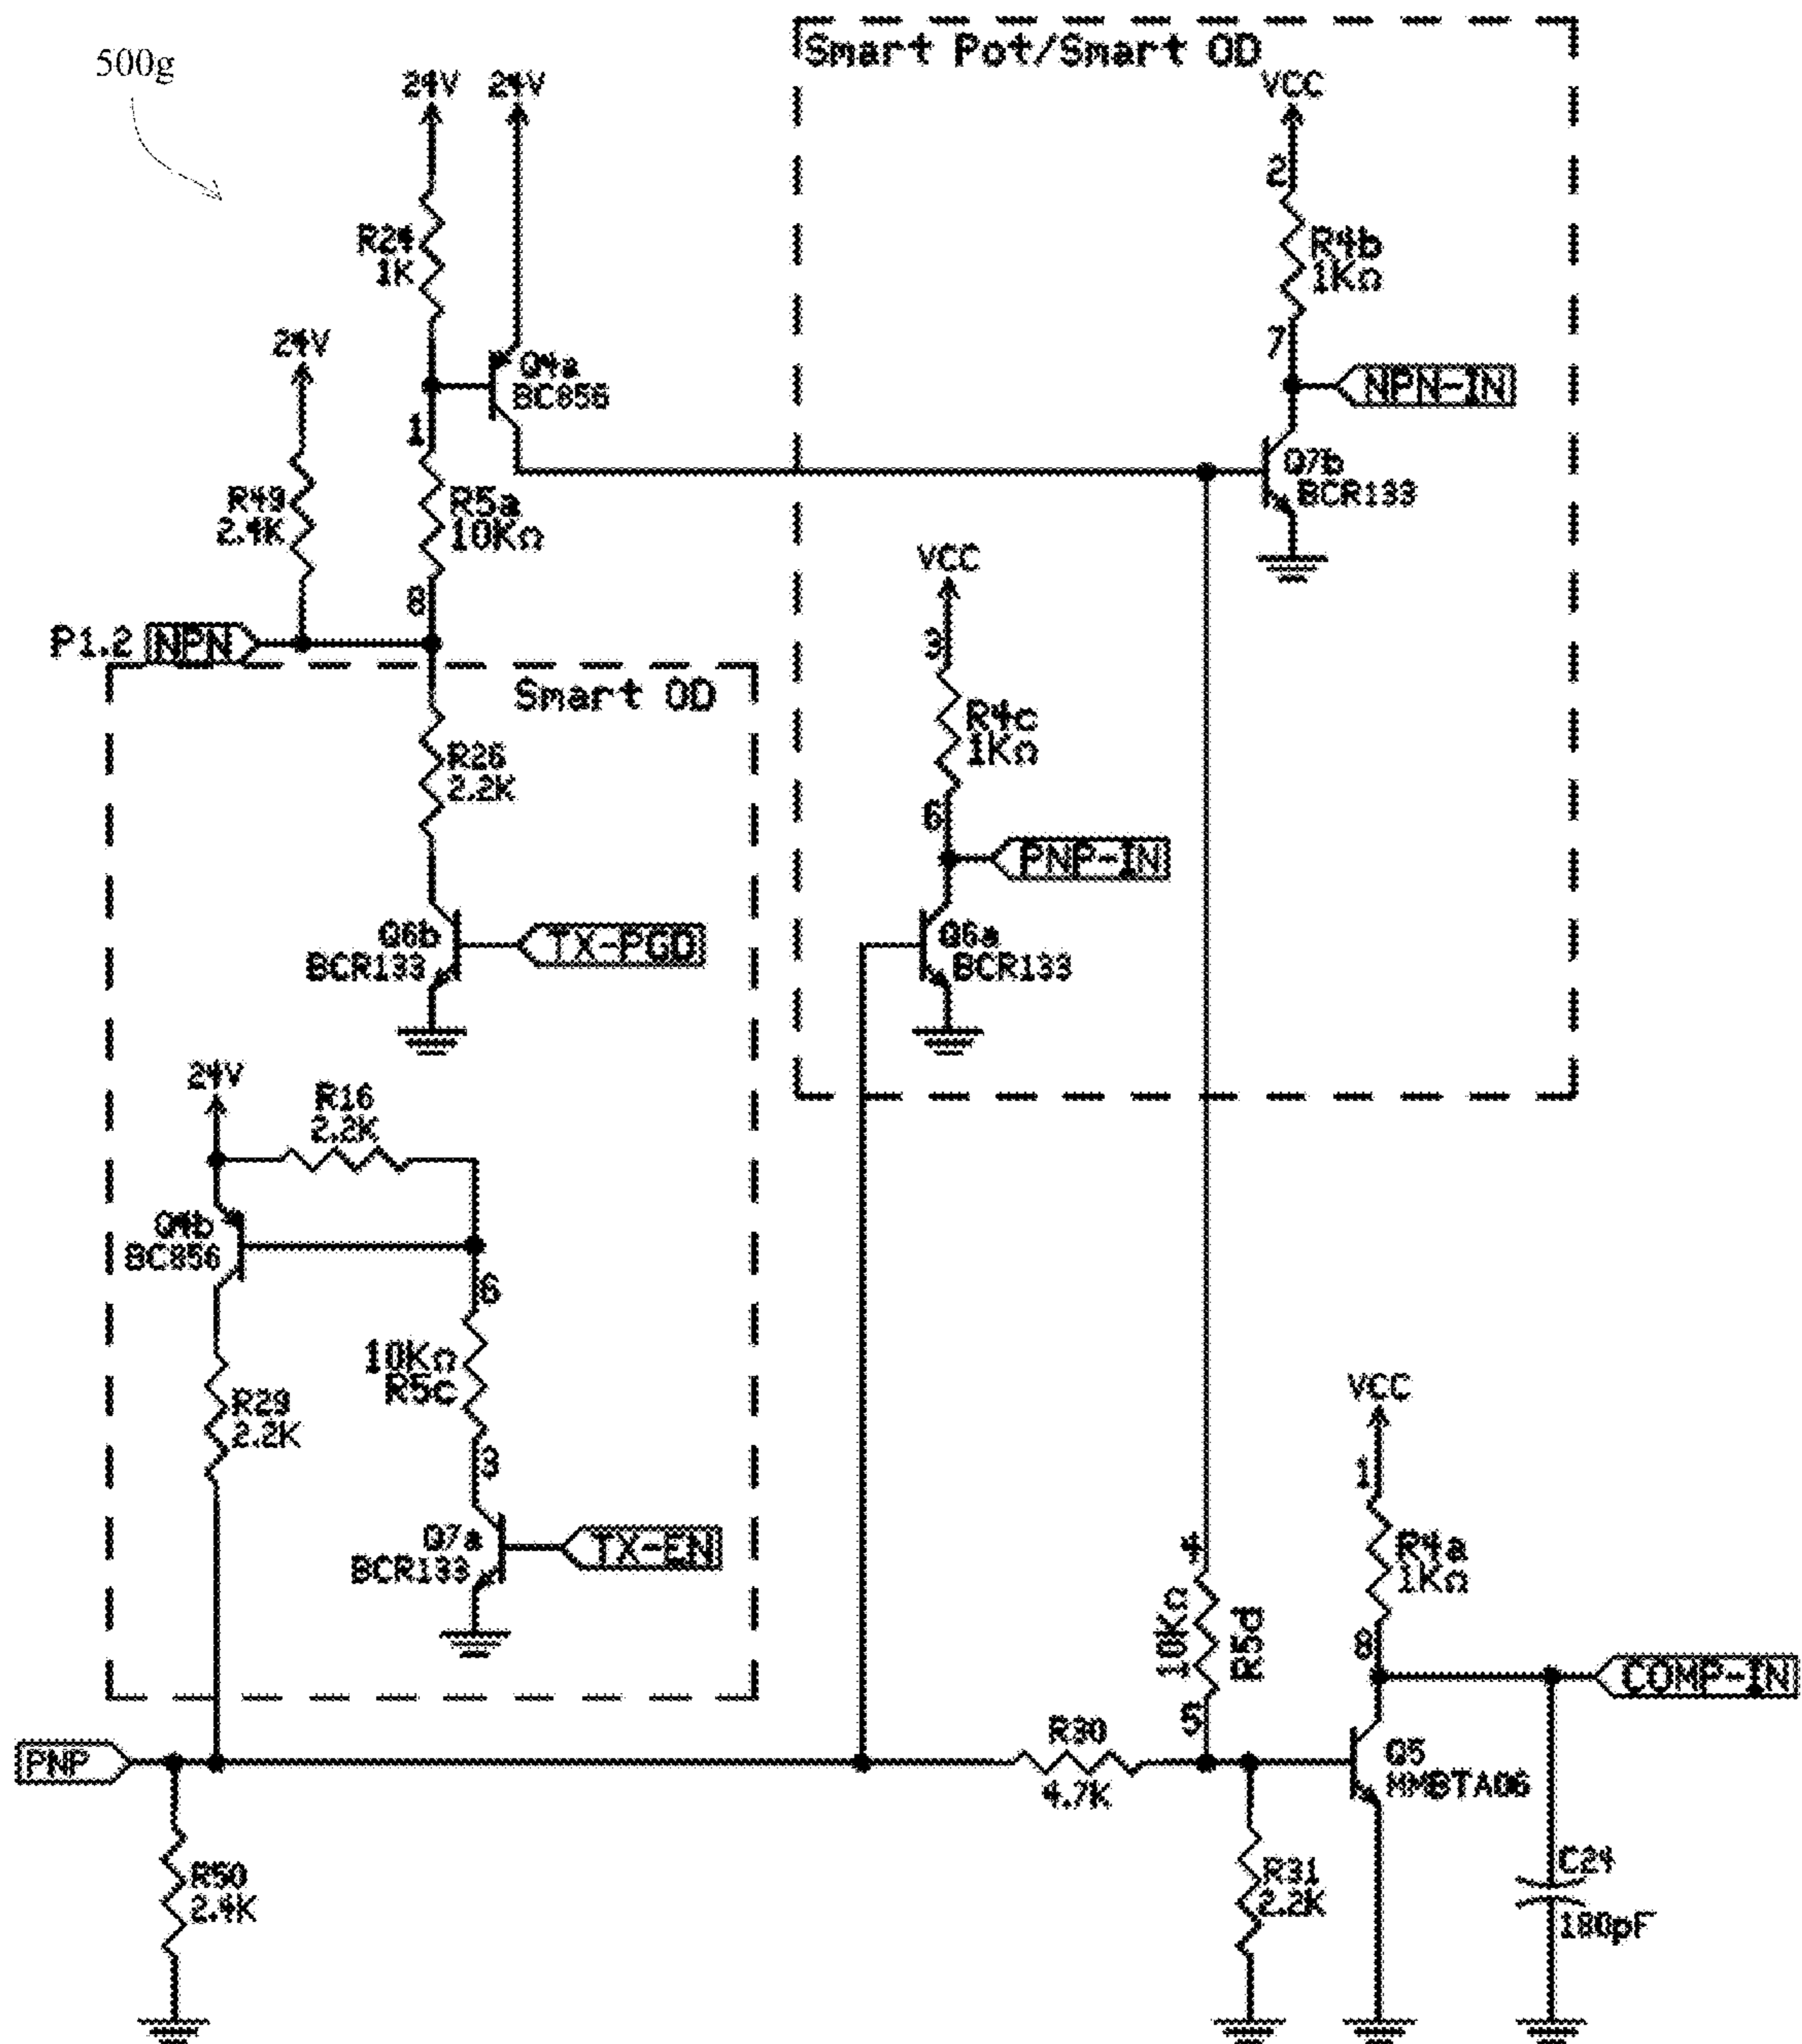 500g
Smart Pot/Smart OD
24V
24V
VCC
2
R24
1K
R4b
1KΩ
7
24V
Q4a
BC856
NPN-IN
1
Q7b
BCR133
R49
2.4K
R5a
10KΩ
VCC
8
P1.2
NPN
3
Smart OD
R4c
1KΩ
R26
2.2K
6
PNP-IN
Q6b
BCR133
TX-PGD
Q6a
BCR133
24V
R16
2.2K
Q4b
BC856
6
10KΩ
R5c
VCC
R29
2.2K
3
1
Q7a
BCR133
TX-EN
4
R4a
1KΩ
10KΩ
R5d
8
COMP-IN
5
PNP
R30
4.7K
Q5
MMBTA06
R50
2.4K
R31
2.2K
C24
180pF